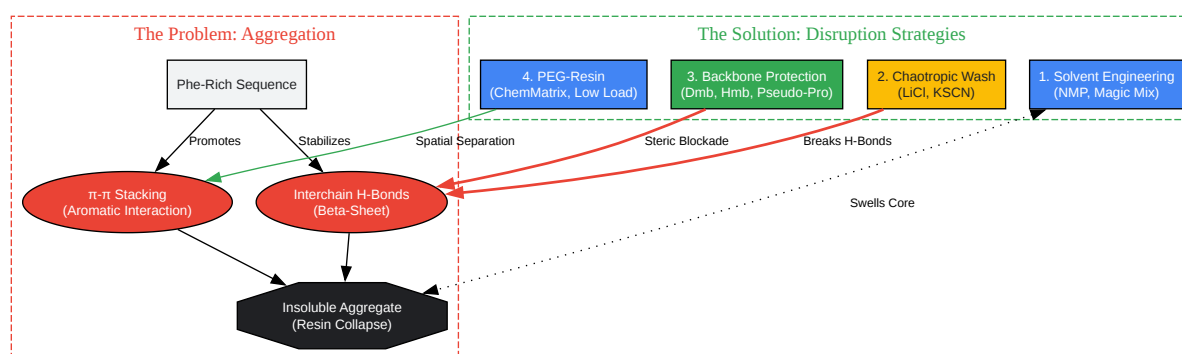 The Problem: Aggregation
The Solution: Disruption Strategies
Phe-Rich Sequence
4. PEG-Resin
(ChemMatrix, Low Load)
3. Backbone Protection
(Dmb, Hmb, Pseudo-Pro)
2. Chaotropic Wash
(LiCl, KSCN)
1. Solvent Engineering
(NMP, Magic Mix)
Promotes
Stabilizes
Spatial Separation
Steric Blockade
Breaks H-Bonds
π-π Stacking
(Aromatic Interaction)
Interchain H-Bonds
(Beta-Sheet)
Swells Core
Insoluble Aggregate
(Resin Collapse)